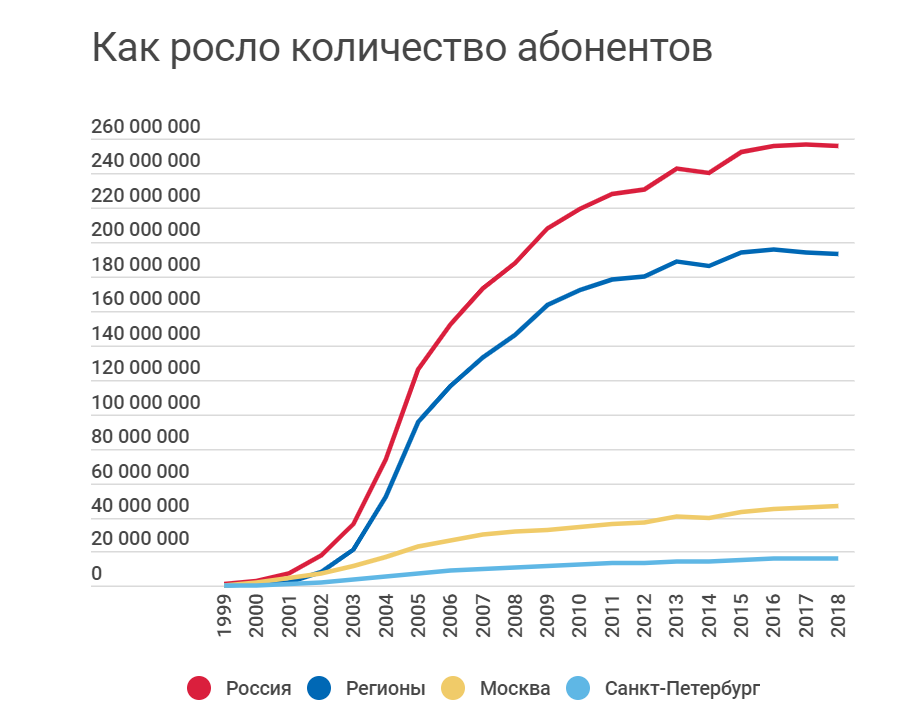 Как росло количество абонентов
260 000 000
240 000 000
220 000 000
200 000 000
180 000 000
160 000 000
140 000 000
120 000 000
100 000 000
80 000 000
60 000 000
40 000 000
20 000 000
0
1999 2000 2001 2002 2003 2004 2005 2006 2007 2008 2009 2010 2011 2012 2013 2014 2015 2016 2017 2018
Россия Регионы Москва Санкт-Петербург